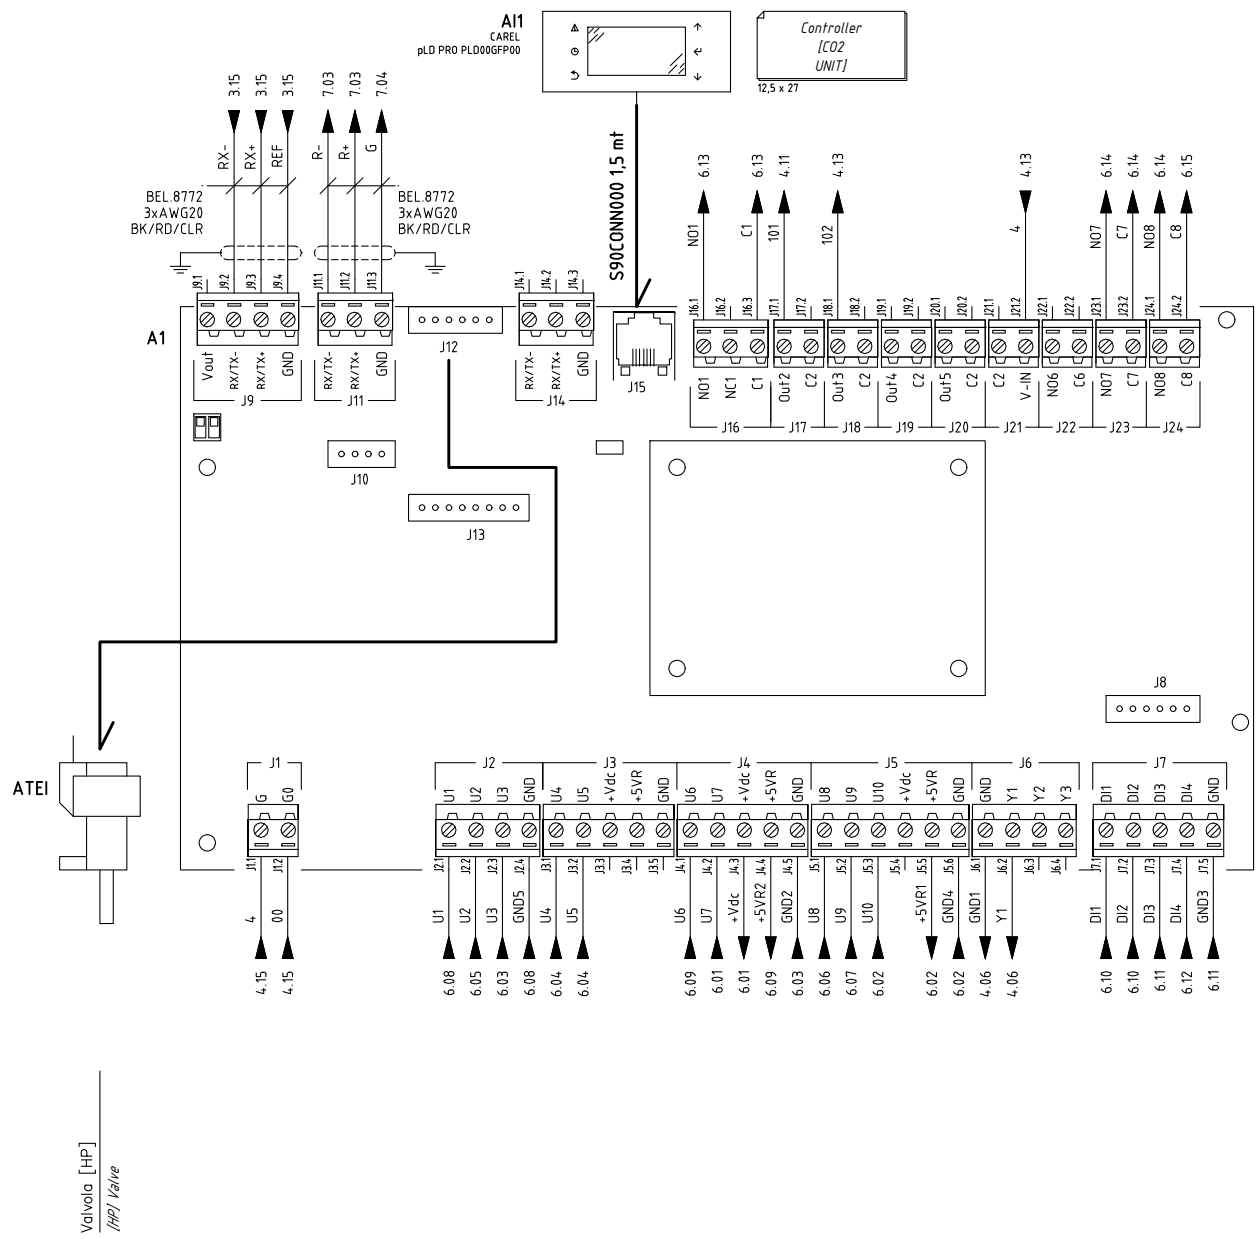 AI1
CAREL
pLD PRO PLD00GFP00
Controller
[CO2
UNIT]
12,5 x 27
S90CONN000 1,5 mt
3.15
3.15
3.15
7.03
7.03
7.04
RX-
RX+
REF
R-
R+
G
BEL.8772
3xAWG20
BK/RD/CLR
BEL.8772
3xAWG20
BK/RD/CLR
6.13
6.13
4.11
4.13
4.13
6.14
6.14
6.14
6.15
NO1
C1
101
102
4
NO7
C7
NO8
C8
J9.1
J9.2
J9.3
J9.4
J11.1
J11.2
J11.3
J14.1
J14.2
J14.3
J16.1
J16.2
J16.3
J17.1
J17.2
J18.1
J18.2
J19.1
J19.2
J20.1
J20.2
J21.1
J21.2
J22.1
J22.2
J23.1
J23.2
J24.1
J24.2
A1
Vout
RX/TX-
RX/TX+
GND
RX/TX-
RX/TX+
GND
J12
RX/TX-
RX/TX+
GND
J15
NO1
NC1
C1
Out2
C2
Out3
C2
Out4
C2
Out5
C2
C2
V-IN
NO6
C6
NO7
C7
NO8
C8
J9
J11
J14
J16
J17
J18
J19
J20
J21
J22
J23
J24
J10
J13
J8
ATEI
J1
J2
J3
J4
J5
J6
J7
G
G0
U1
U2
U3
GND
U4
U5
+Vdc
+5VR
GND
U6
U7
+Vdc
+5VR
GND
U8
U9
U10
+Vdc
+5VR
GND
GND
Y1
Y2
Y3
DI1
DI2
DI3
DI4
GND
J1.1
J1.2
J2.1
J2.2
J2.3
J2.4
J3.1
J3.2
J3.3
J3.4
J3.5
J4.1
J4.2
J4.3
J4.4
J4.5
J5.1
J5.2
J5.3
J5.4
J5.5
J5.6
J6.1
J6.2
J6.3
J6.4
J7.1
J7.2
J7.3
J7.4
J7.5
4
00
U1
U2
U3
GND5
U4
U5
U6
U7
+Vdc
+5VR2
GND2
U8
U9
U10
+5VR1
GND4
GND1
Y1
DI1
DI2
DI3
DI4
GND3
4.15
4.15
6.08
6.05
6.03
6.08
6.04
6.04
6.09
6.01
6.01
6.09
6.03
6.06
6.07
6.02
6.02
6.02
4.06
4.06
6.10
6.10
6.11
6.12
6.11
Valvola [HP]
[HP] Valve